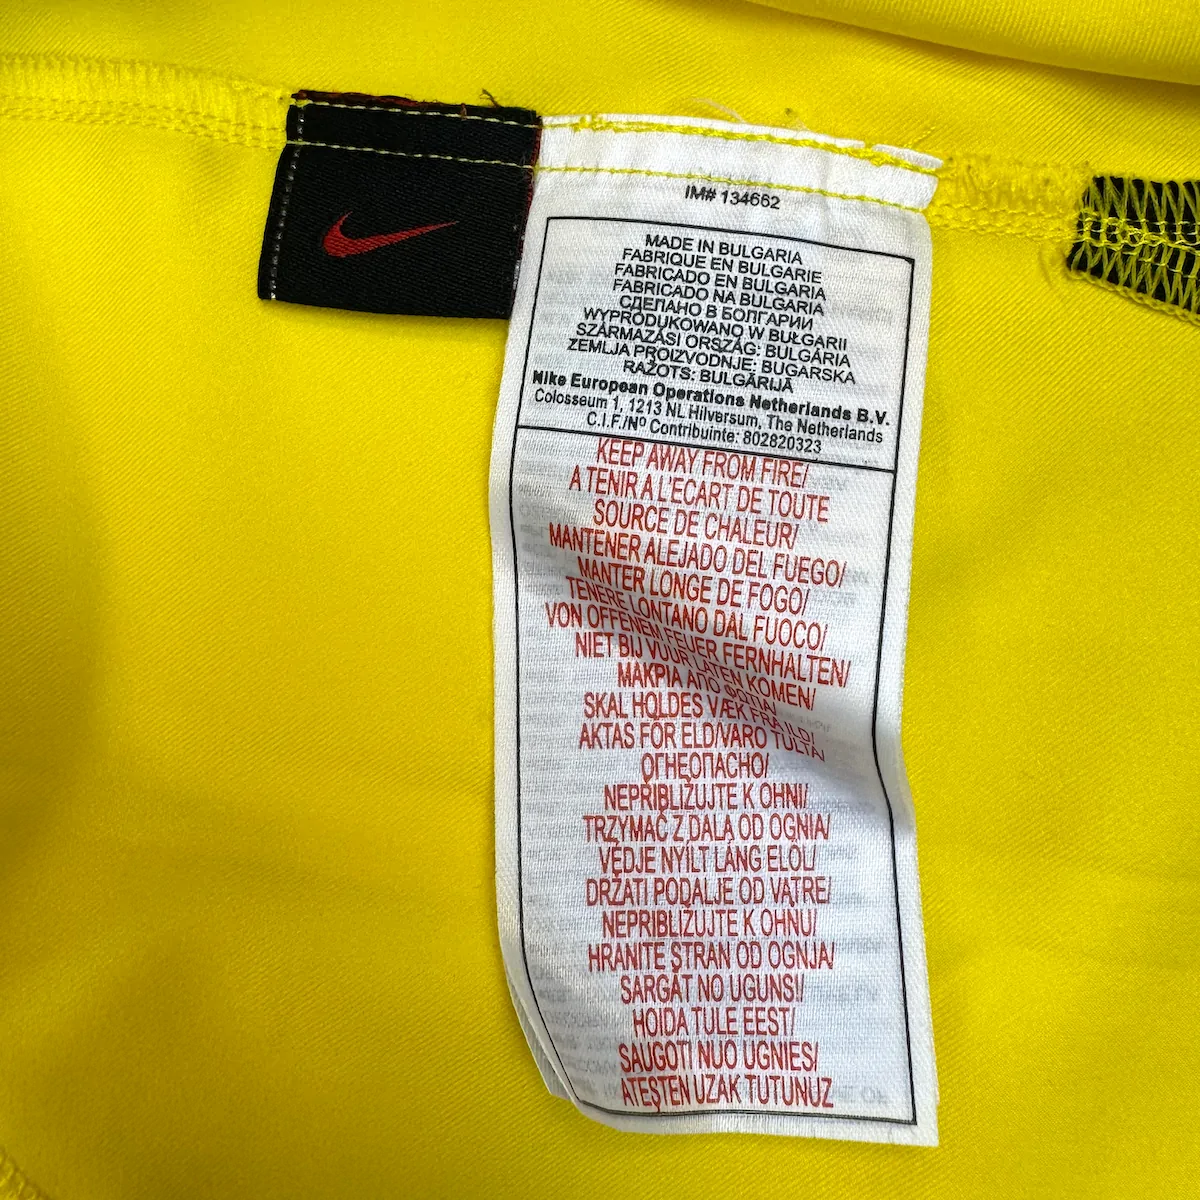 IM# 134662
MADE IN BULGARIA
FABRIQUE EN BULGARIE
FABRICADO EN BULGARIA
FABRICADO NA BULGARIA
СДЕЛАНО В БОЛГАРИИ
WYPRODUKOWANO W BUŁGARII
SZÁRMAZÁSI ORSZÁG: BULGÁRIA
ZEMLJA PROIZVODNJE: BUGARSKA
RAŽOTS: BULGĀRIJĀ
Nike European Operations Netherlands B.V.
Colosseum 1, 1213 NL Hilversum, The Netherlands
C.I.F./Nº Contribuinte: 802820323
KEEP AWAY FROM FIRE/
A TENIR A L'ECART DE TOUTE
SOURCE DE CHALEUR/
MANTENER ALEJADO DEL FUEGO/
MANTER LONGE DE FOGO/
TENERE LONTANO DAL FUOCO/
VON OFFENEM FEUER FERNHALTEN/
NIET BIJ VUUR LATEN KOMEN/
ΜΑΚΡΙΑ ΑΠΟ ΦΩΤΙΑ/
SKAL HOLDES VÆK FRA ILD/
AKTAS FÖR ELD/VARO TULTA/
ОГНЕОПАСНО/
NEPŘIBLIŽUJTE K OHNI/
TRZYMAĆ Z DALA OD OGNIA/
VÉDJE NYÍLT LÁNG ELŐL/
DRŽATI PODALJE OD VATRE/
NEPRIBLIŽUJTE K OHŇU/
HRANITE STRAN OD OGNJA/
SARGĀT NO UGUNS!/
HOIDA TULE EEST/
SAUGOTI NUO UGNIES/
ATEŞTEN UZAK TUTUNUZ